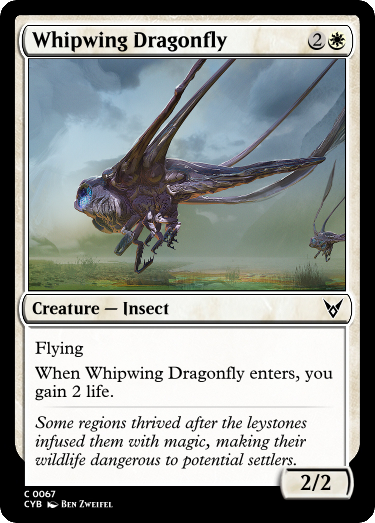 Whipwing Dragonfly 2
Creature — Insect
Flying
When Whipwing Dragonfly enters, you
gain 2 life.
Some regions thrived after the leystones
infused them with magic, making their
wildlife dangerous to potential settlers.
2/2
C 0067
CYB Ben Zweifel